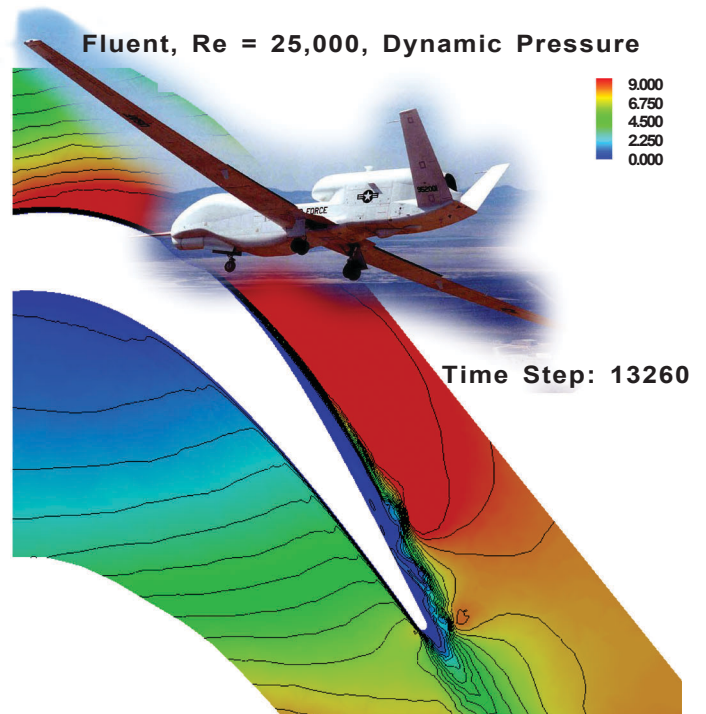 Fluent, Re = 25,000, Dynamic Pressure
9.000
6.750
4.500
2.250
0.000
FORCE
Time Step: 13260